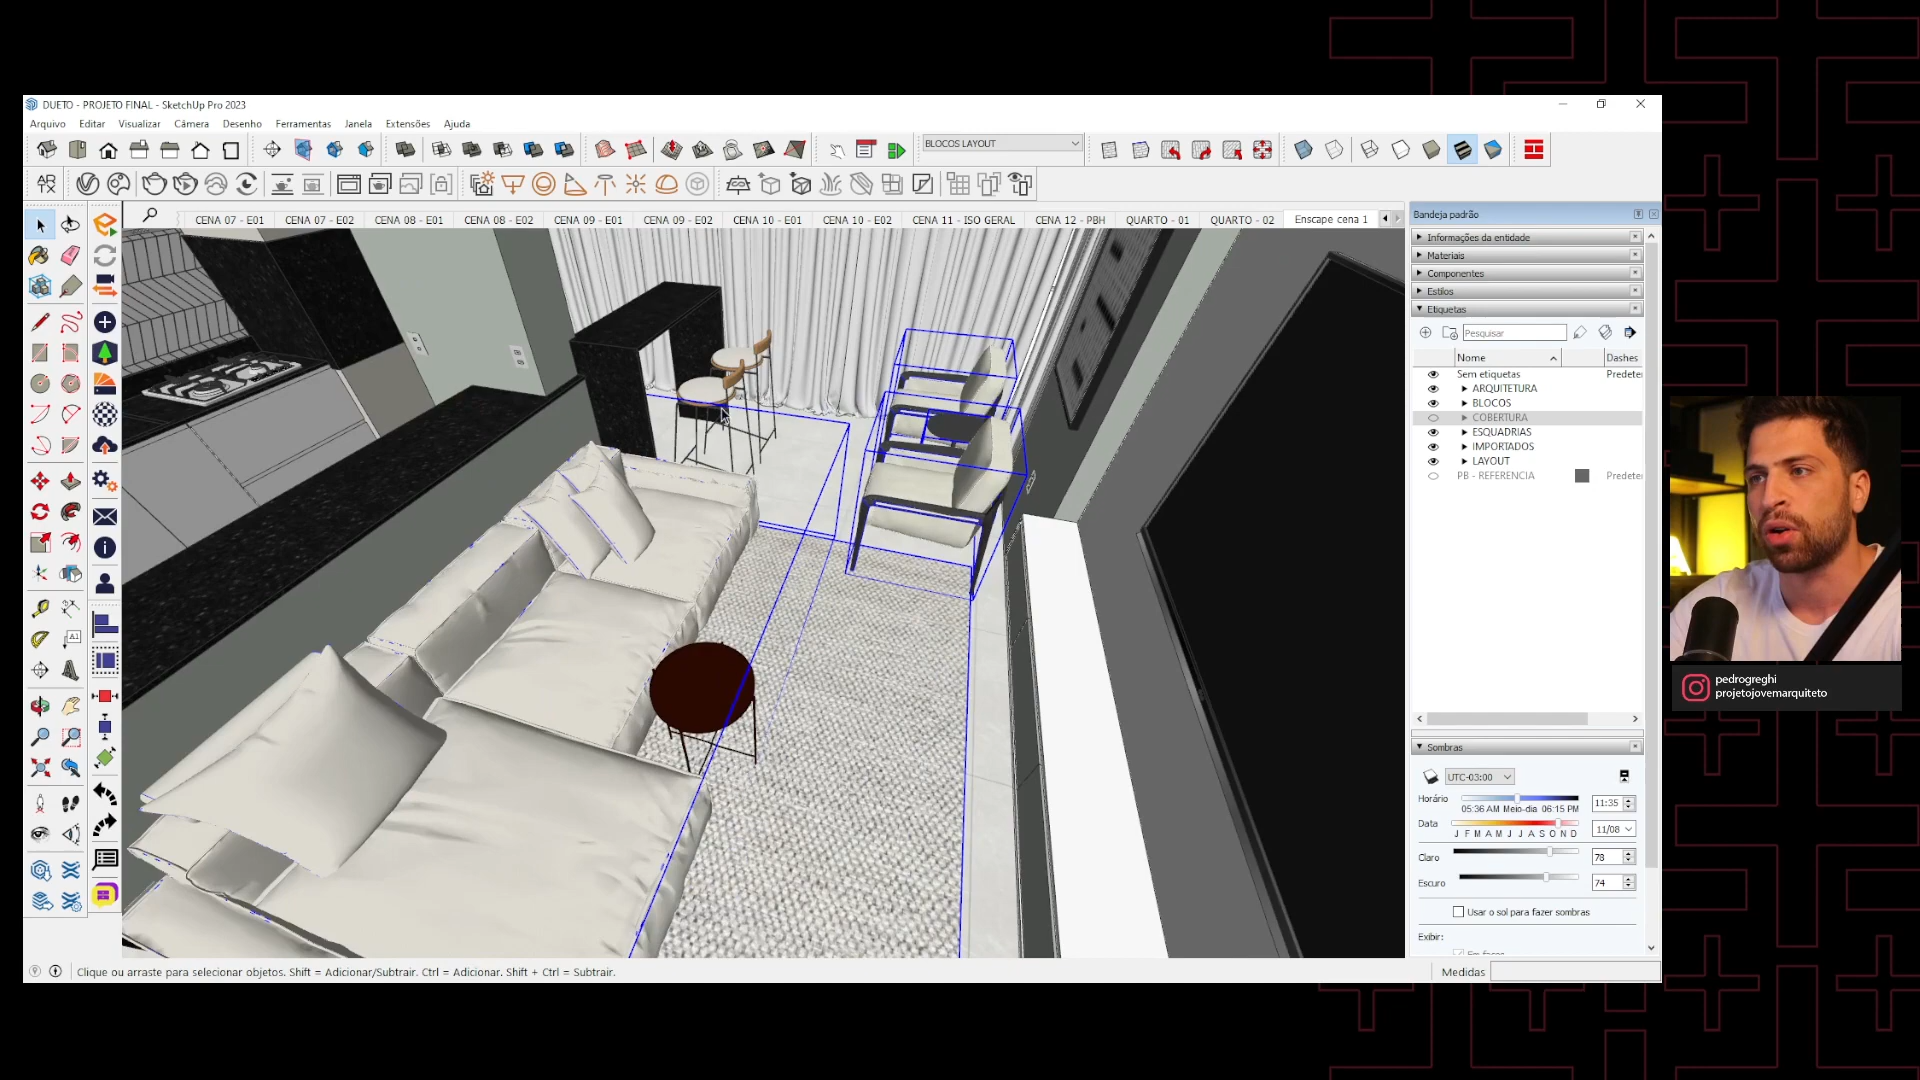 DUETO - PROJETO FINAL - SketchUp Pro 2023
Arquivo Editar Visualizar Câmera Desenho Ferramentas Janela Extensões Ajuda
BLOCOS LAYOUT
CENA 07 - E01 CENA 07 - E02 CENA 08 - E01 CENA 08 - E02 CENA 09 - E01 CENA 09 - E02 CENA 10 - E01 CENA 10 - E02 CENA 11 - ISO GERAL CENA 12 - PBH QUARTO - 01 QUARTO - 02 Enscape cena 1
Bandeja padrão
Informações da entidade
Materiais
Componentes
Estilos
Etiquetas
Pesquisar
Nome Dashes
Sem etiquetas Predeter
ARQUITETURA
BLOCOS
COBERTURA
ESQUADRIAS
IMPORTADOS
LAYOUT
PB - REFERENCIA Predeter
Sombras
UTC-03:00
Horário
05:36 AM Meio-dia 06:15 PM
11:35
Data
J F M A M J J A S O N D
11/08
Claro
78
Escuro
74
Usar o sol para fazer sombras
Exibir:
Clique ou arraste para selecionar objetos. Shift = Adicionar/Subtrair. Ctrl = Adicionar. Shift + Ctrl = Subtrair.
Medidas
pedrogreghi
projetojovemarquiteto